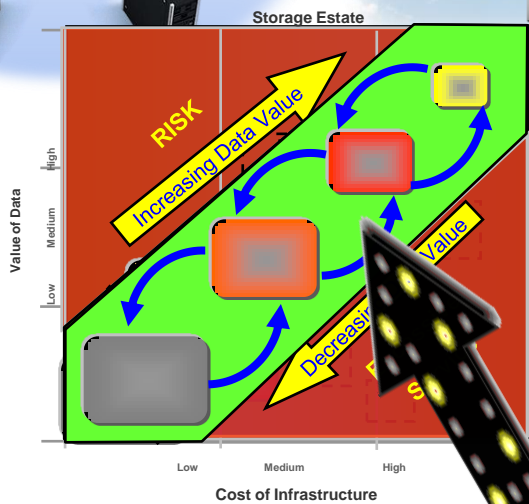 Storage Estate
RISK
Increasing Data Value
High
Medium
Low
Value of Data
Value
Low
Medium
High
Cost of Infrastructure